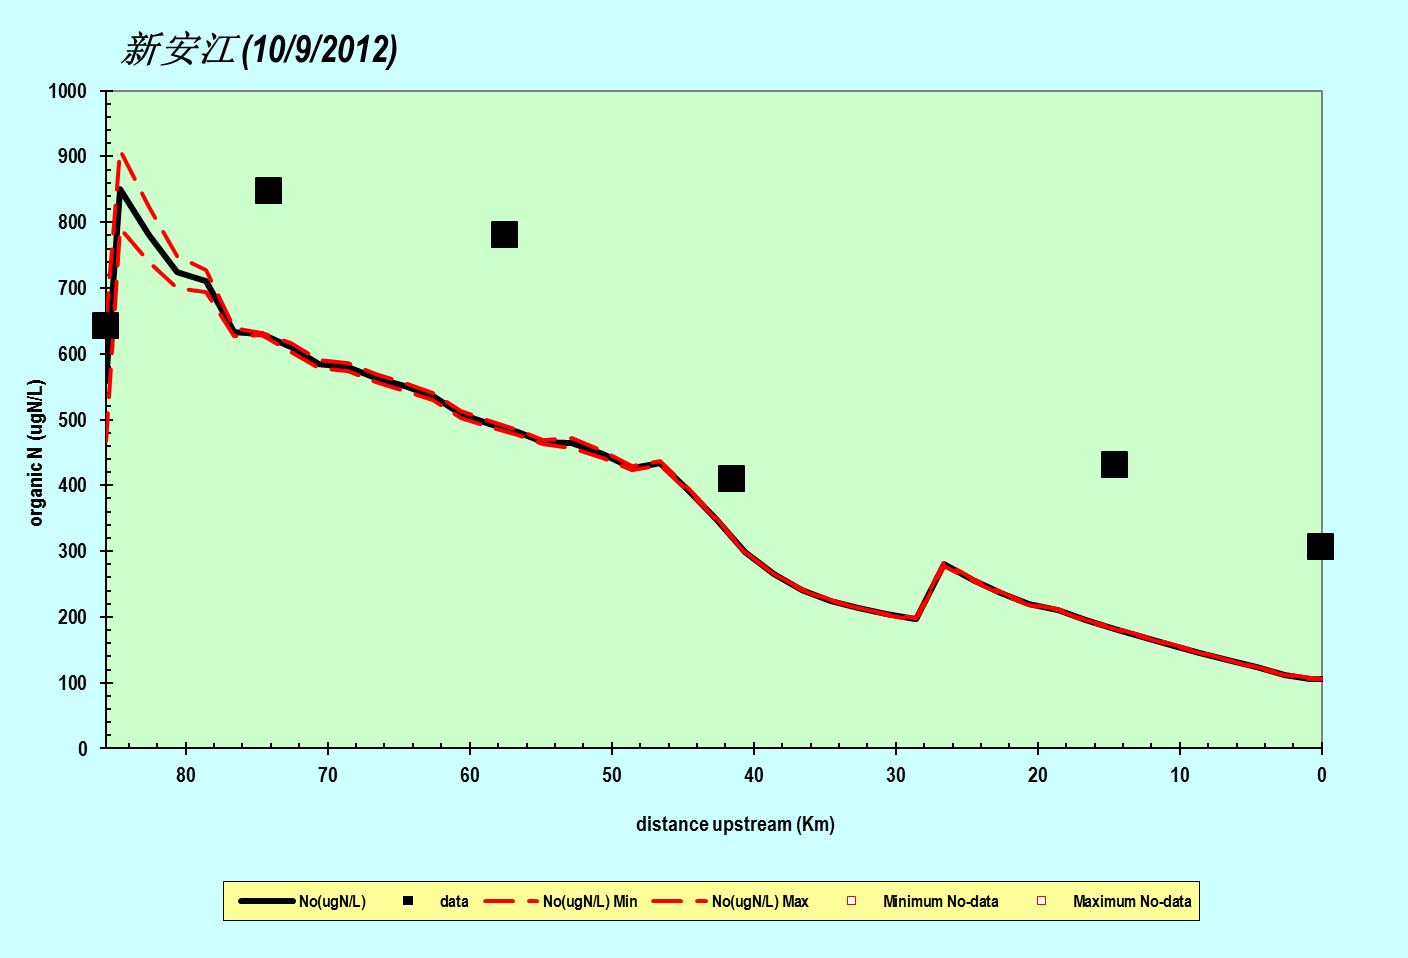 新安江(10/9/2012)
1000
900
800
700
600
500
400
300
200
100
0
organic N (ugN/L)
80 70 60 50 40 30 20 10 0
distance upstream (Km)
No(ugN/L) data No(ugN/L) Min No(ugN/L) Max Minimum No-data Maximum No-data